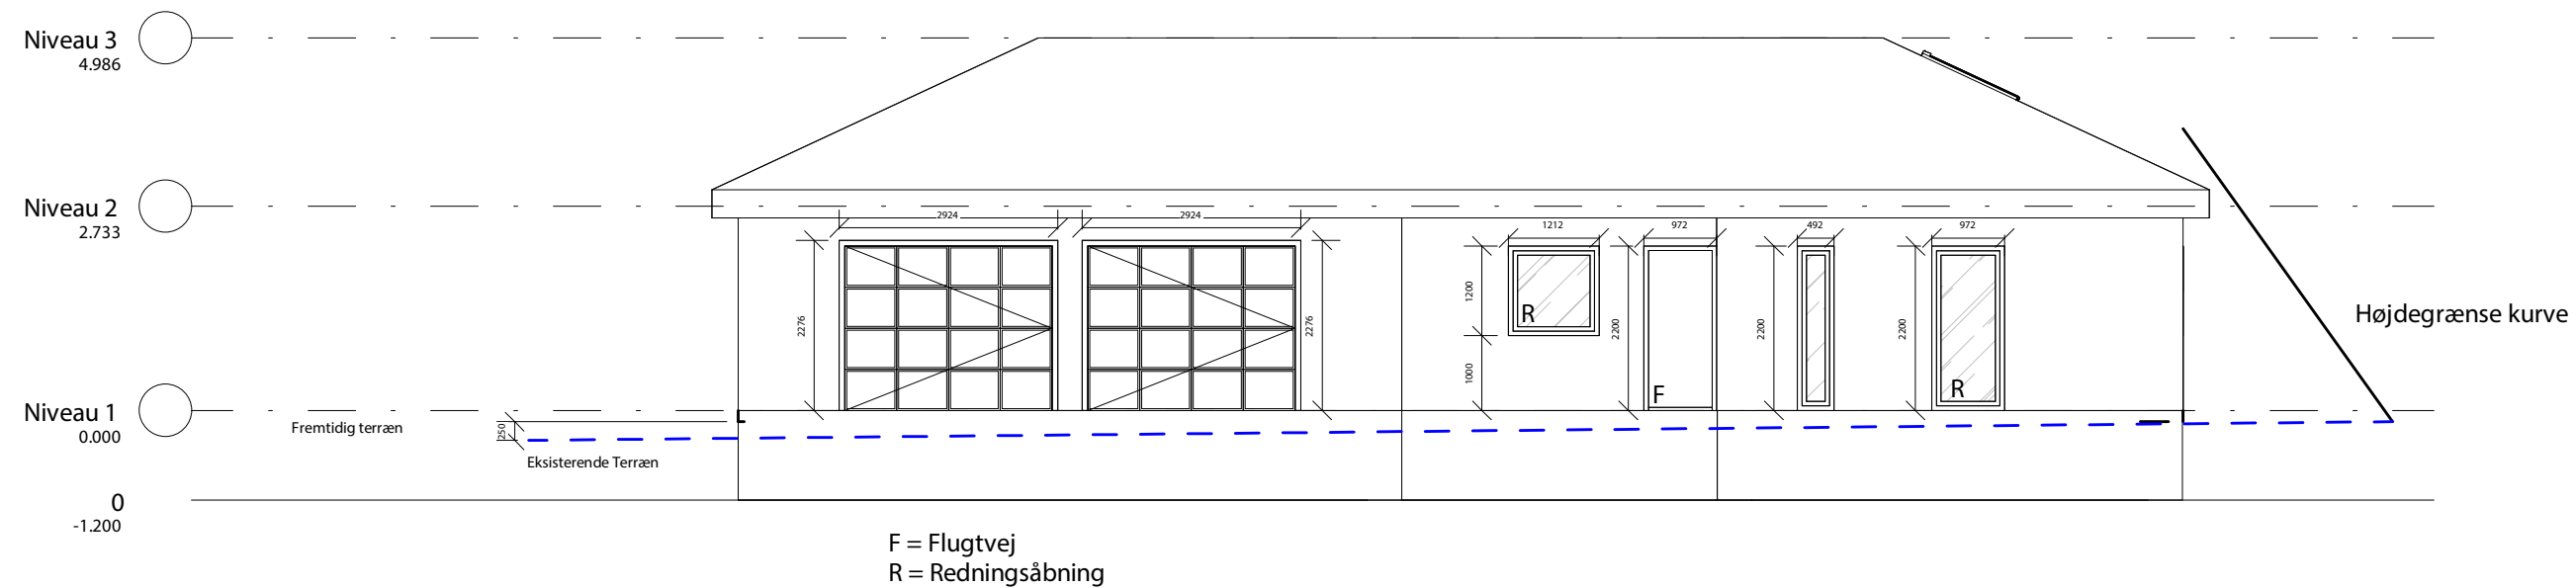 Niveau 3
4.986
Niveau 2
2.733
2924
2924
1212
972
492
972
2276
2276
1200
1000
2200
2200
2200
R
F
R
Højdegrænse kurve
Niveau 1
0.000
Fremtidig terræn
250
Eksisterende Terræn
0
-1.200
F = Flugtvej
R = Redningsåbning